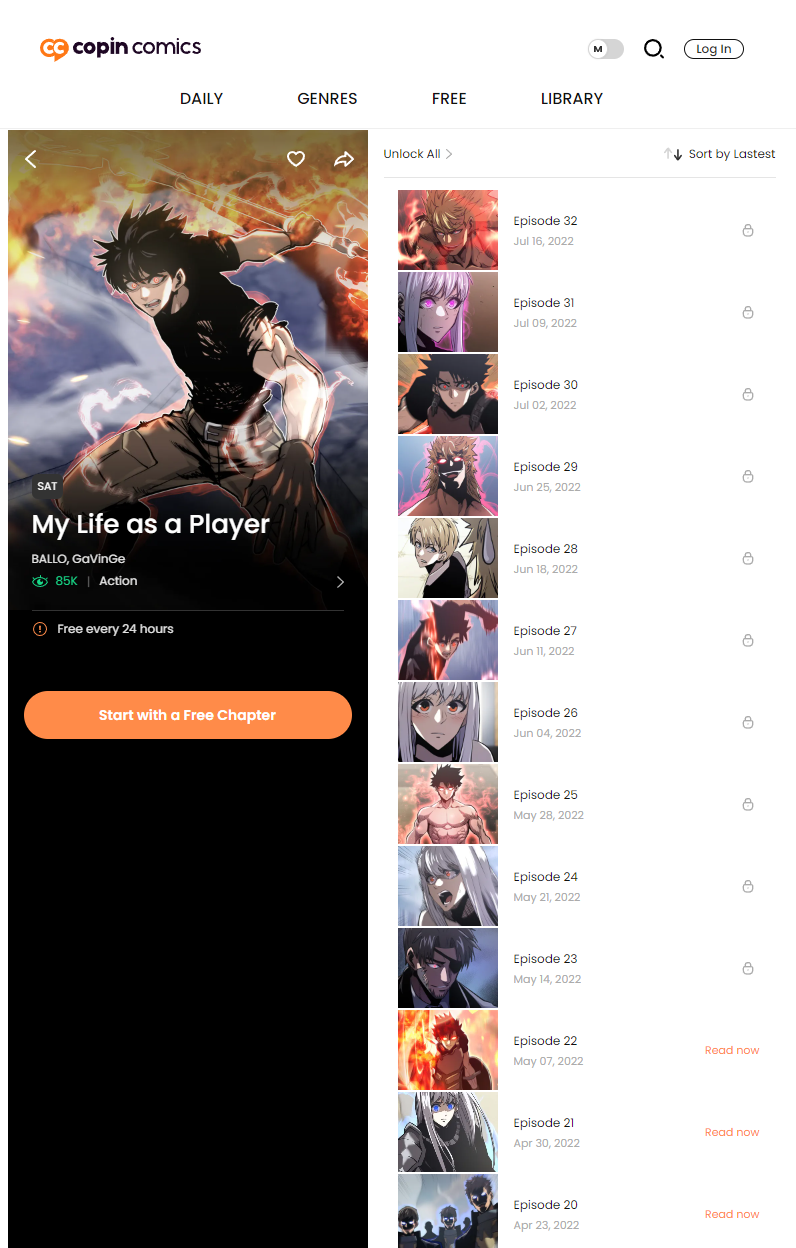 copin comics
M
Log In
DAILY GENRES FREE LIBRARY
SAT
My Life as a Player
BALLO, GaVinGe
85K | Action
Free every 24 hours
Start with a Free Chapter
Unlock All
Sort by Lastest
Episode 32
Jul 16, 2022
Episode 31
Jul 09, 2022
Episode 30
Jul 02, 2022
Episode 29
Jun 25, 2022
Episode 28
Jun 18, 2022
Episode 27
Jun 11, 2022
Episode 26
Jun 04, 2022
Episode 25
May 28, 2022
Episode 24
May 21, 2022
Episode 23
May 14, 2022
Episode 22
May 07, 2022
Read now
Episode 21
Apr 30, 2022
Read now
Episode 20
Apr 23, 2022
Read now